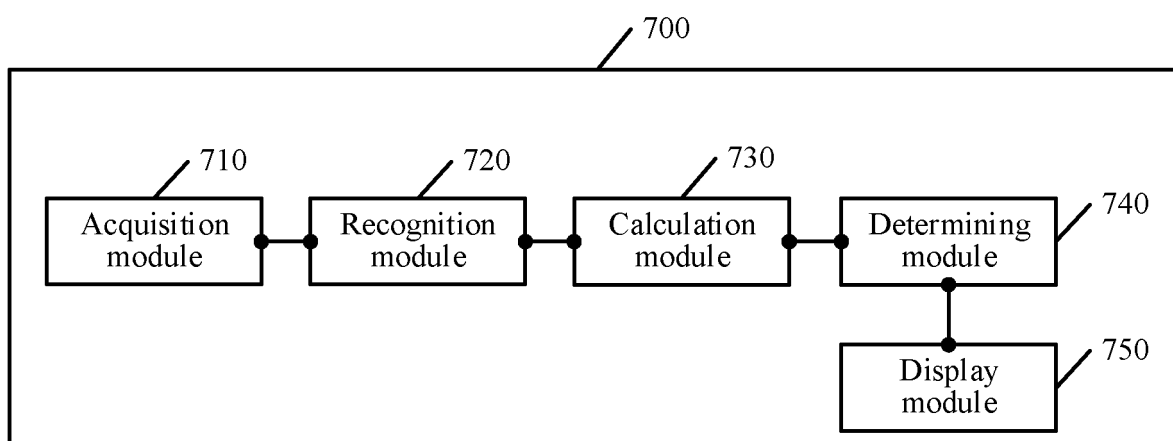 700
710
720
730
740
Acquisition
module
Recognition
module
Calculation
module
Determining
module
750
Display
module